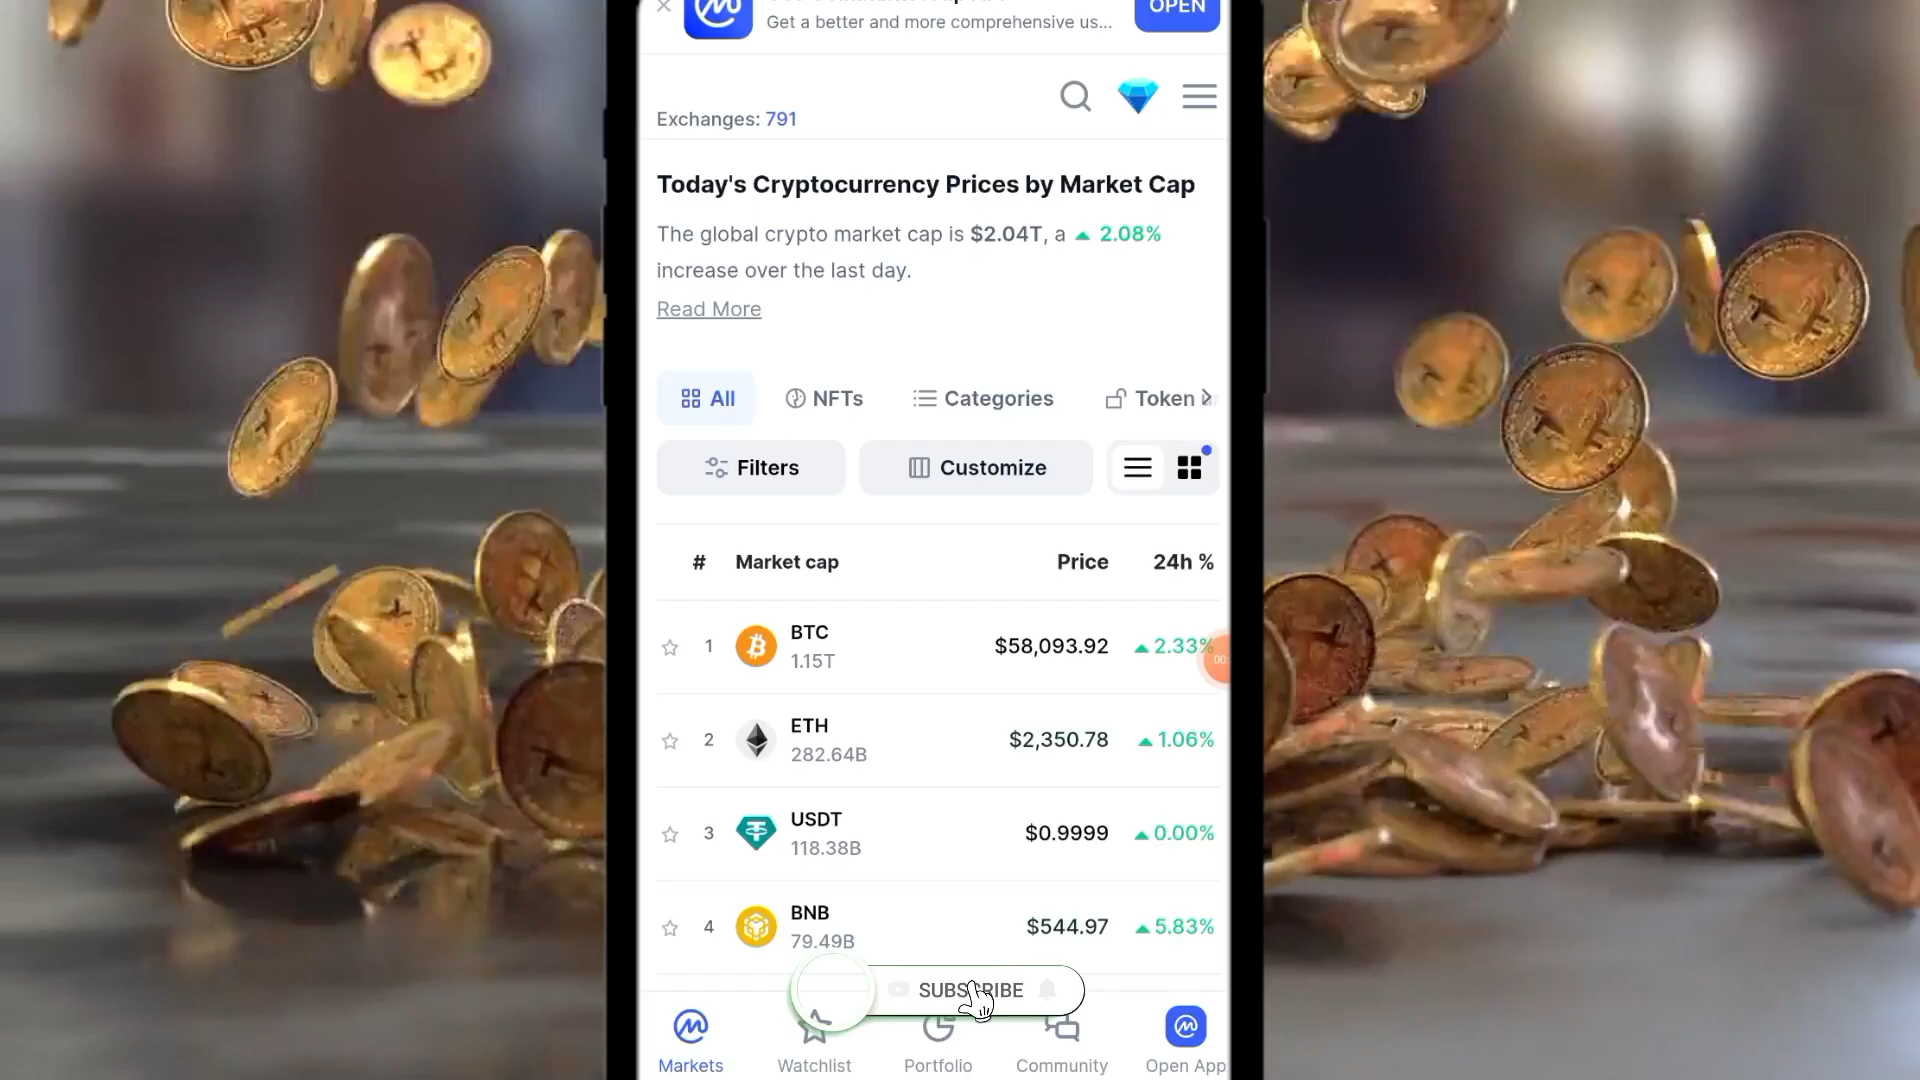 Get a better and more comprehensive us...
OPEN
Exchanges: 791
Today's Cryptocurrency Prices by Market Cap
The global crypto market cap is $2.04T, a 2.08%
increase over the last day.
Read More
All NFTs Categories Token
Filters Customize
# Market cap Price 24h %
1 BTC $58,093.92 2.33%
1.15T
00:
2 ETH $2,350.78 1.06%
282.64B
3 USDT $0.9999 0.00%
118.38B
4 BNB $544.97 5.83%
79.49B
SUBSCRIBE
Markets Watchlist Portfolio Community Open App